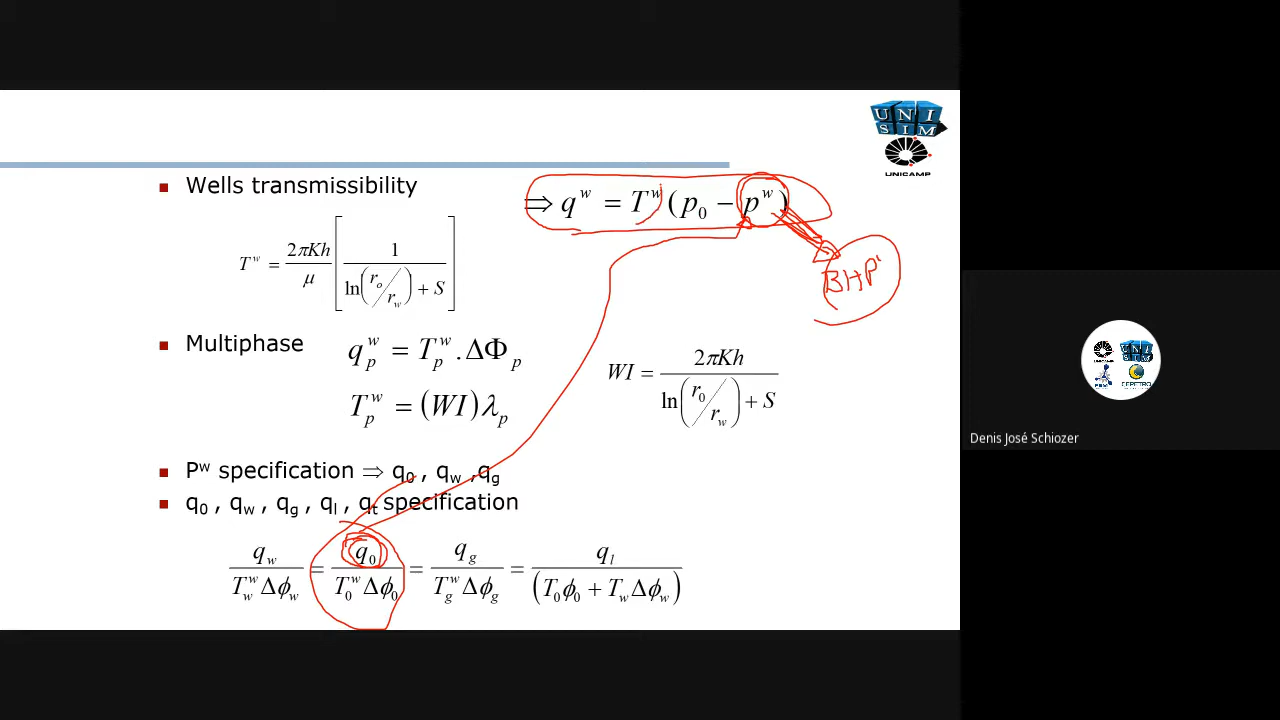 UNI
SIM
UNICAMP
Wells transmissibility
⇒ q^w = T^w (p_0 − p^w)
T^w = 2πKh/μ [1/(ln(r_o/r_w) + S)]
BHP
Multiphase
q_p^w = T_p^w . ΔΦ_p
WI = 2πKh/(ln(r_0/r_w) + S)
T_p^w = (WI)λ_p
P^w specification ⇒ q_0 , q_w ,q_g
q_0 , q_w , q_g , q_l , q_t specification
q_w/(T_w^w Δϕ_w) = q_0/(T_0^w Δϕ_0) = q_g/(T_g^w Δϕ_g) = q_l/(T_0ϕ_0 + T_wΔϕ_w)
Denis José Schiozer